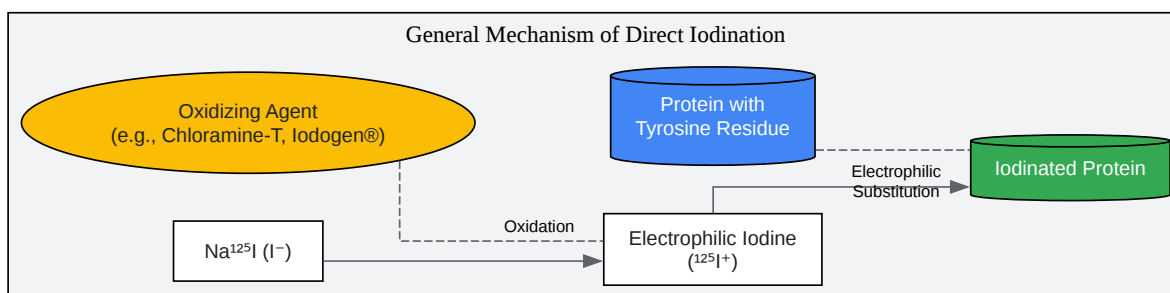 General Mechanism of Direct Iodination
Oxidizing Agent
(e.g., Chloramine-T, Iodogen®)
Protein with
Tyrosine Residue
Iodinated Protein
Electrophilic
Substitution
Oxidation
Na¹²⁵I (I⁻)
Electrophilic Iodine
(¹²⁵I⁺)